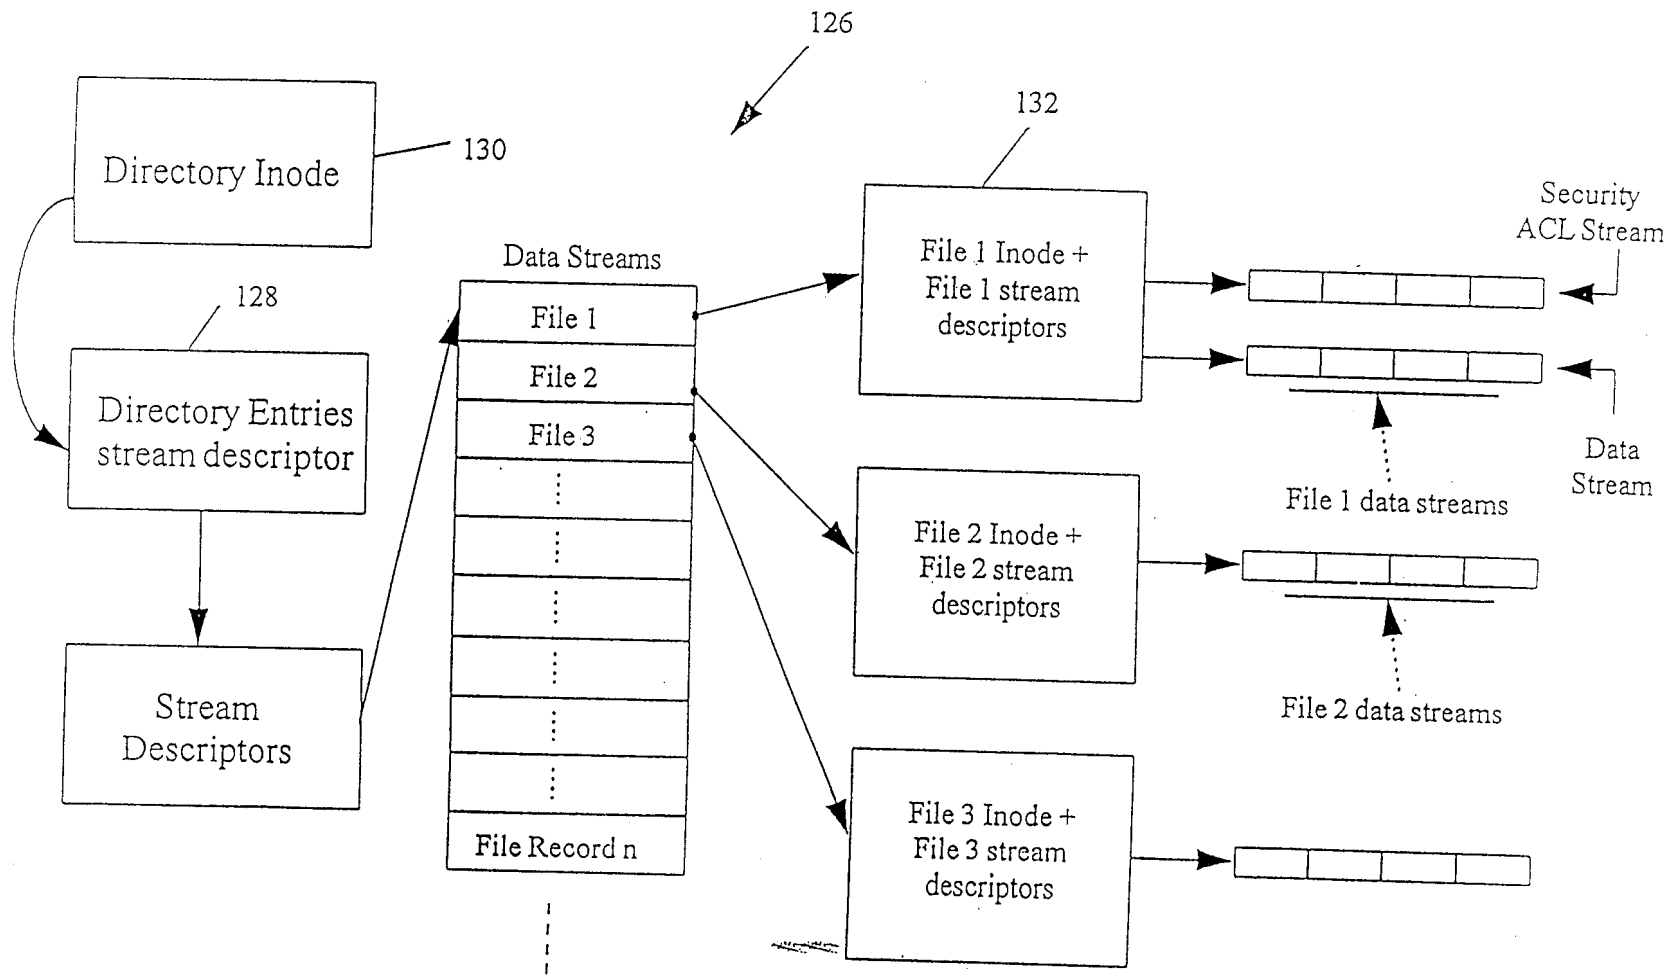 126
132
Directory Inode
130
Security
ACL Stream
Data Streams
128
File 1
File 2
File 3
File Record n
Directory Entries
stream descriptor
Stream
Descriptors
File 1 Inode +
File 1 stream
descriptors
Data
Stream
File 1 data streams
File 2 Inode +
File 2 stream
descriptors
File 2 data streams
File 3 Inode +
File 3 stream
descriptors